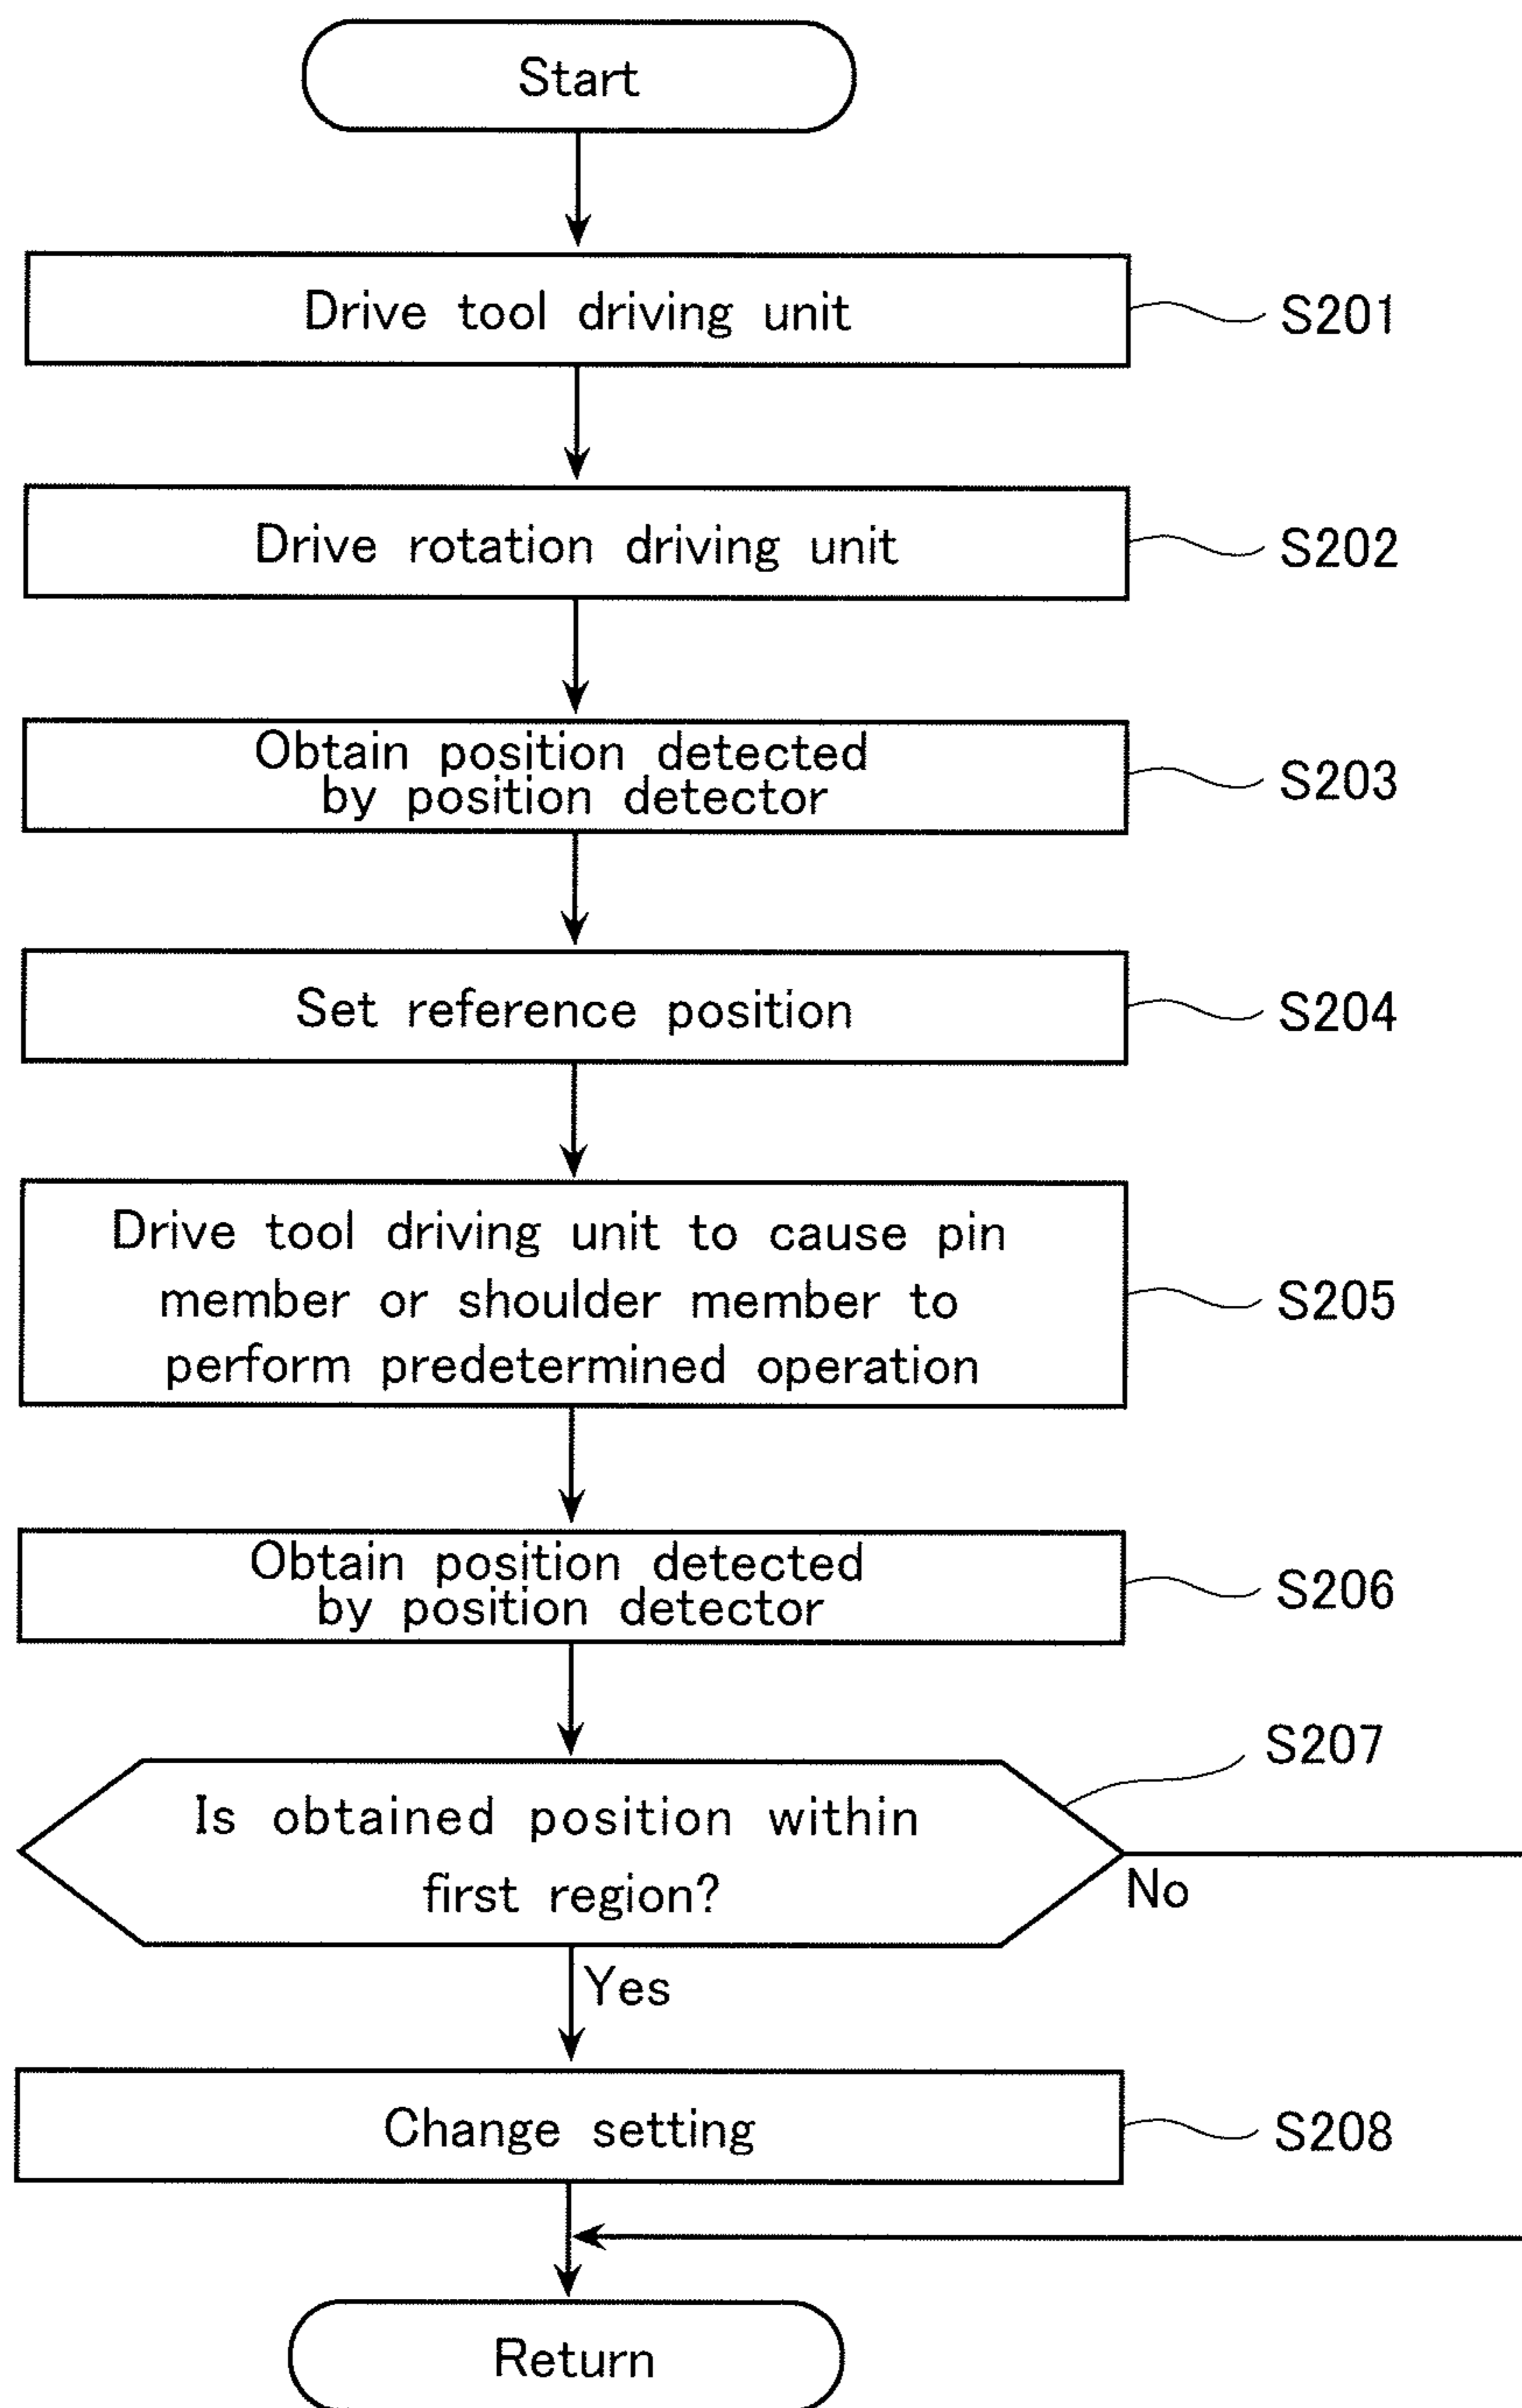 Start
Drive tool driving unit
S201
Drive rotation driving unit
S202
Obtain position detected
by position detector
S203
Set reference position
S204
Drive tool driving unit to cause pin
member or shoulder member to
perform predetermined operation
S205
Obtain position detected
by position detector
S206
S207
Is obtained position within
first region?
No
Yes
Change setting
S208
Return